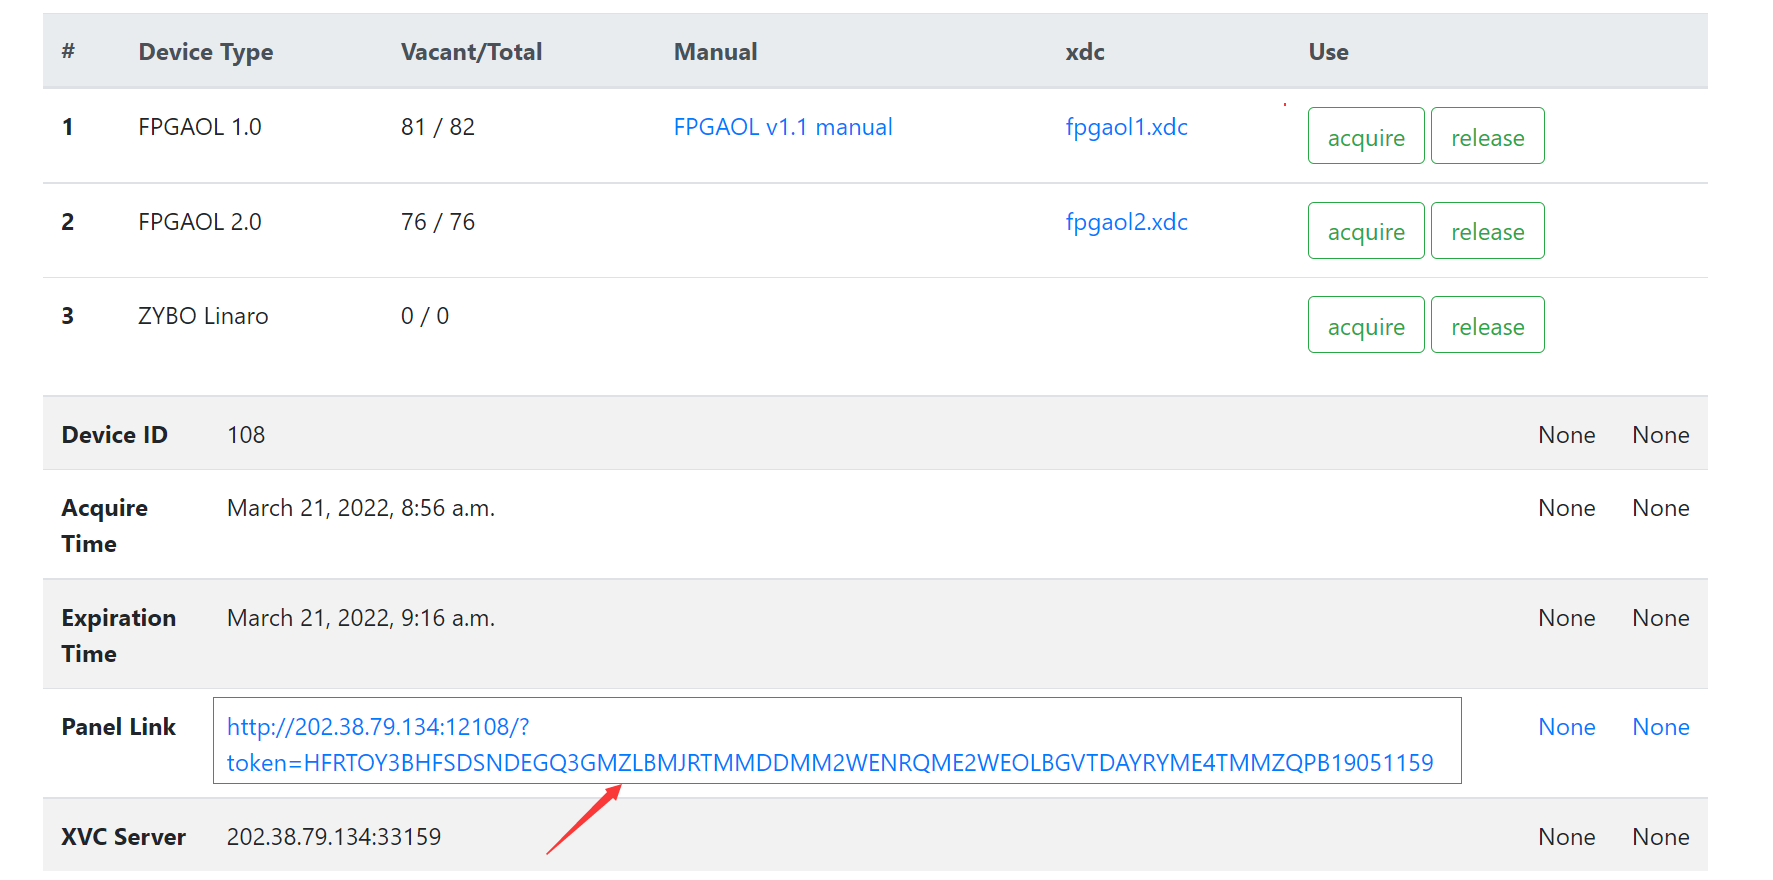 # Device Type Vacant/Total Manual xdc Use
1 FPGAOL 1.0 81 / 82 FPGAOL v1.1 manual fpgaol1.xdc acquire release
2 FPGAOL 2.0 76 / 76 fpgaol2.xdc acquire release
3 ZYBO Linaro 0 / 0 acquire release
Device ID 108 None None
Acquire Time March 21, 2022, 8:56 a.m. None None
Expiration Time March 21, 2022, 9:16 a.m. None None
Panel Link http://202.38.79.134:12108/? None None
token=HFRTOY3BHFSDSNDEGQ3GMZLBMJRTMMDDMM2WENRQME2WEOLBGVTDAYRYME4TMMZQPB19051159
XVC Server 202.38.79.134:33159 None None